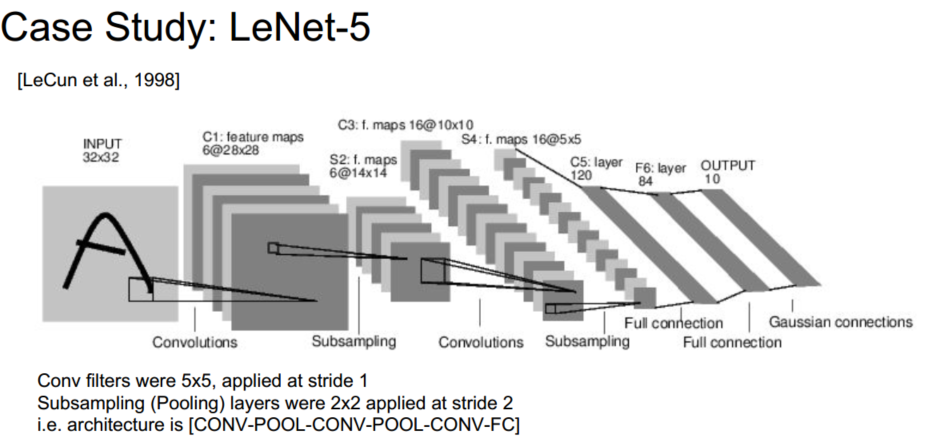 Case Study: LeNet-5
[LeCun et al., 1998]
INPUT
32x32
C1: feature maps
6@28x28
S2: f. maps
6@14x14
C3: f. maps 16@10x10
S4: f. maps 16@5x5
C5: layer
120
F6: layer
84
OUTPUT
10
Convolutions
Subsampling
Convolutions
Subsampling
Full connection
Full connection
Gaussian connections
Conv filters were 5x5, applied at stride 1
Subsampling (Pooling) layers were 2x2 applied at stride 2
i.e. architecture is [CONV-POOL-CONV-POOL-CONV-FC]